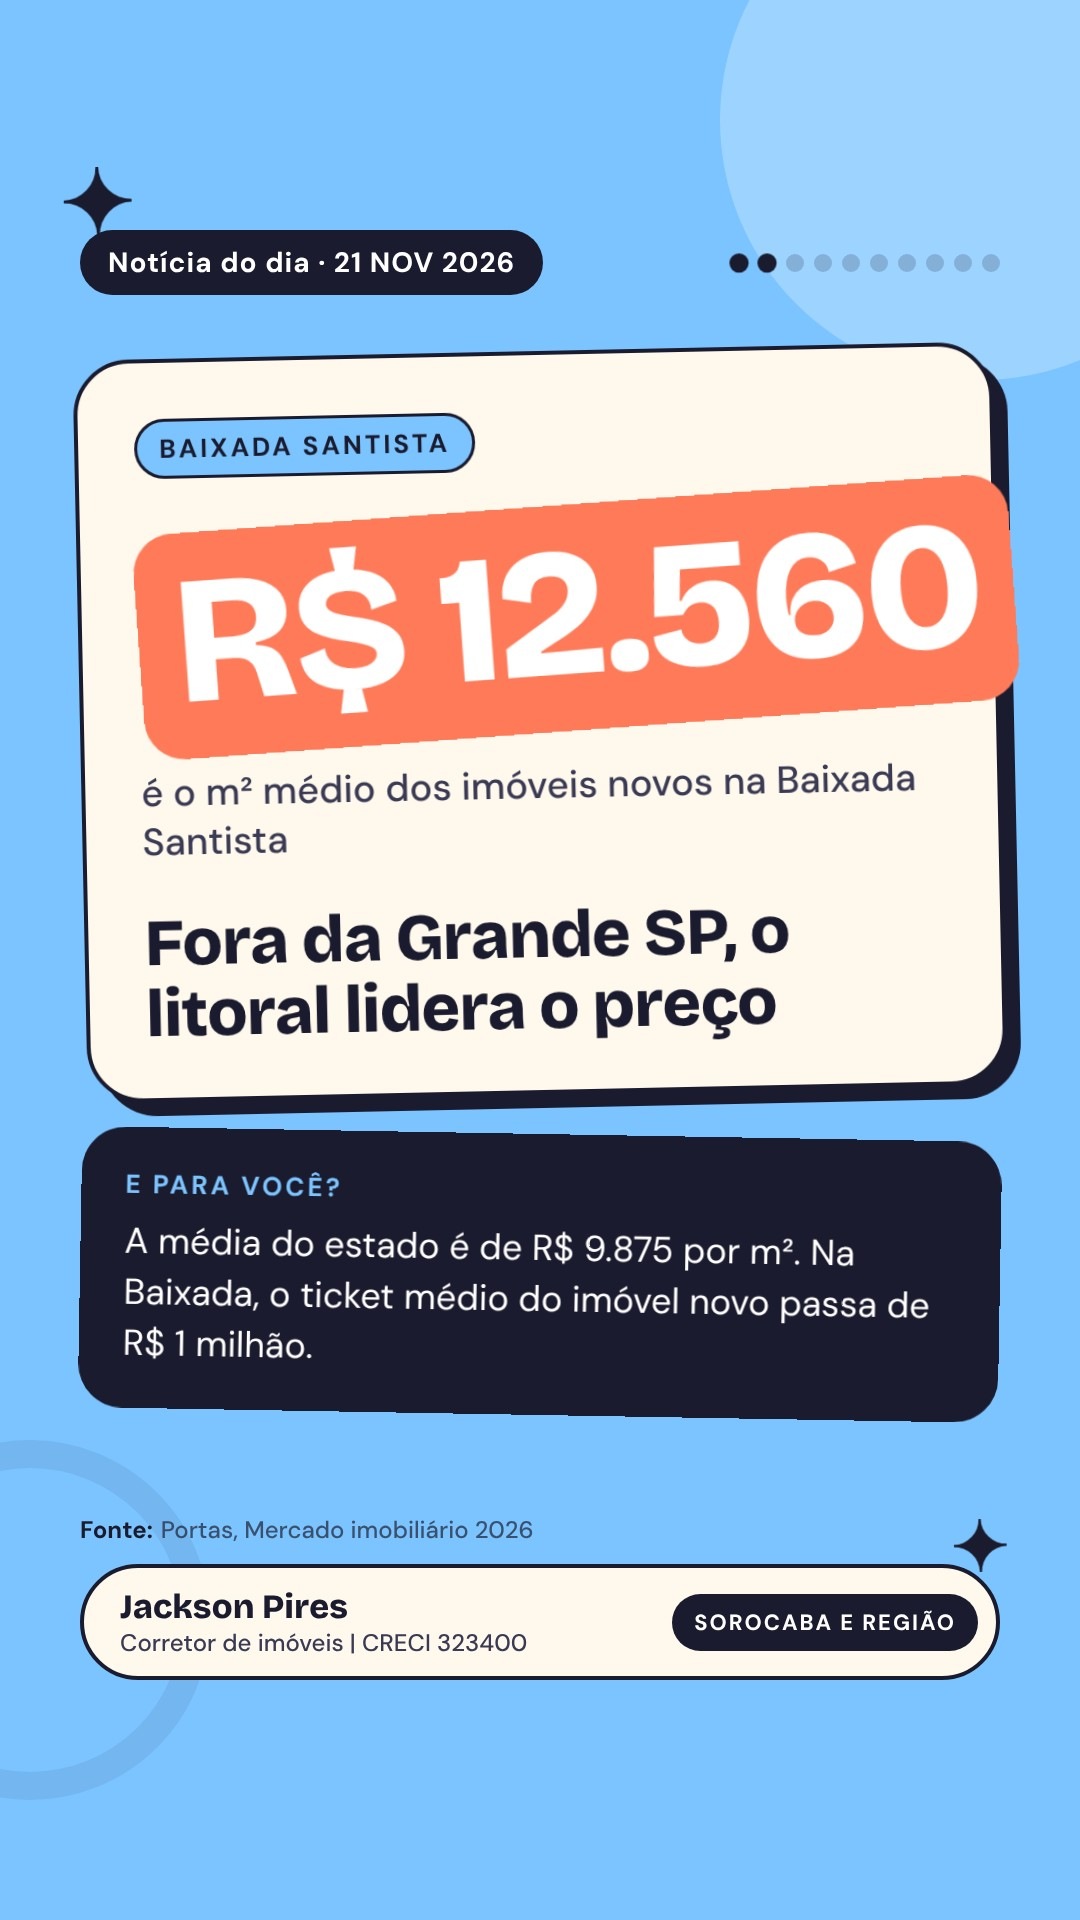 Notícia do dia · 21 NOV 2026
BAIXADA SANTISTA
R$ 12.560
é o m² médio dos imóveis novos na Baixada
Santista
Fora da Grande SP, o
litoral lidera o preço
E PARA VOCÊ?
A média do estado é de R$ 9.875 por m². Na
Baixada, o ticket médio do imóvel novo passa de
R$ 1 milhão.
Fonte: Portas, Mercado imobiliário 2026
Jackson Pires
Corretor de imóveis | CRECI 323400
SOROCABA E REGIÃO